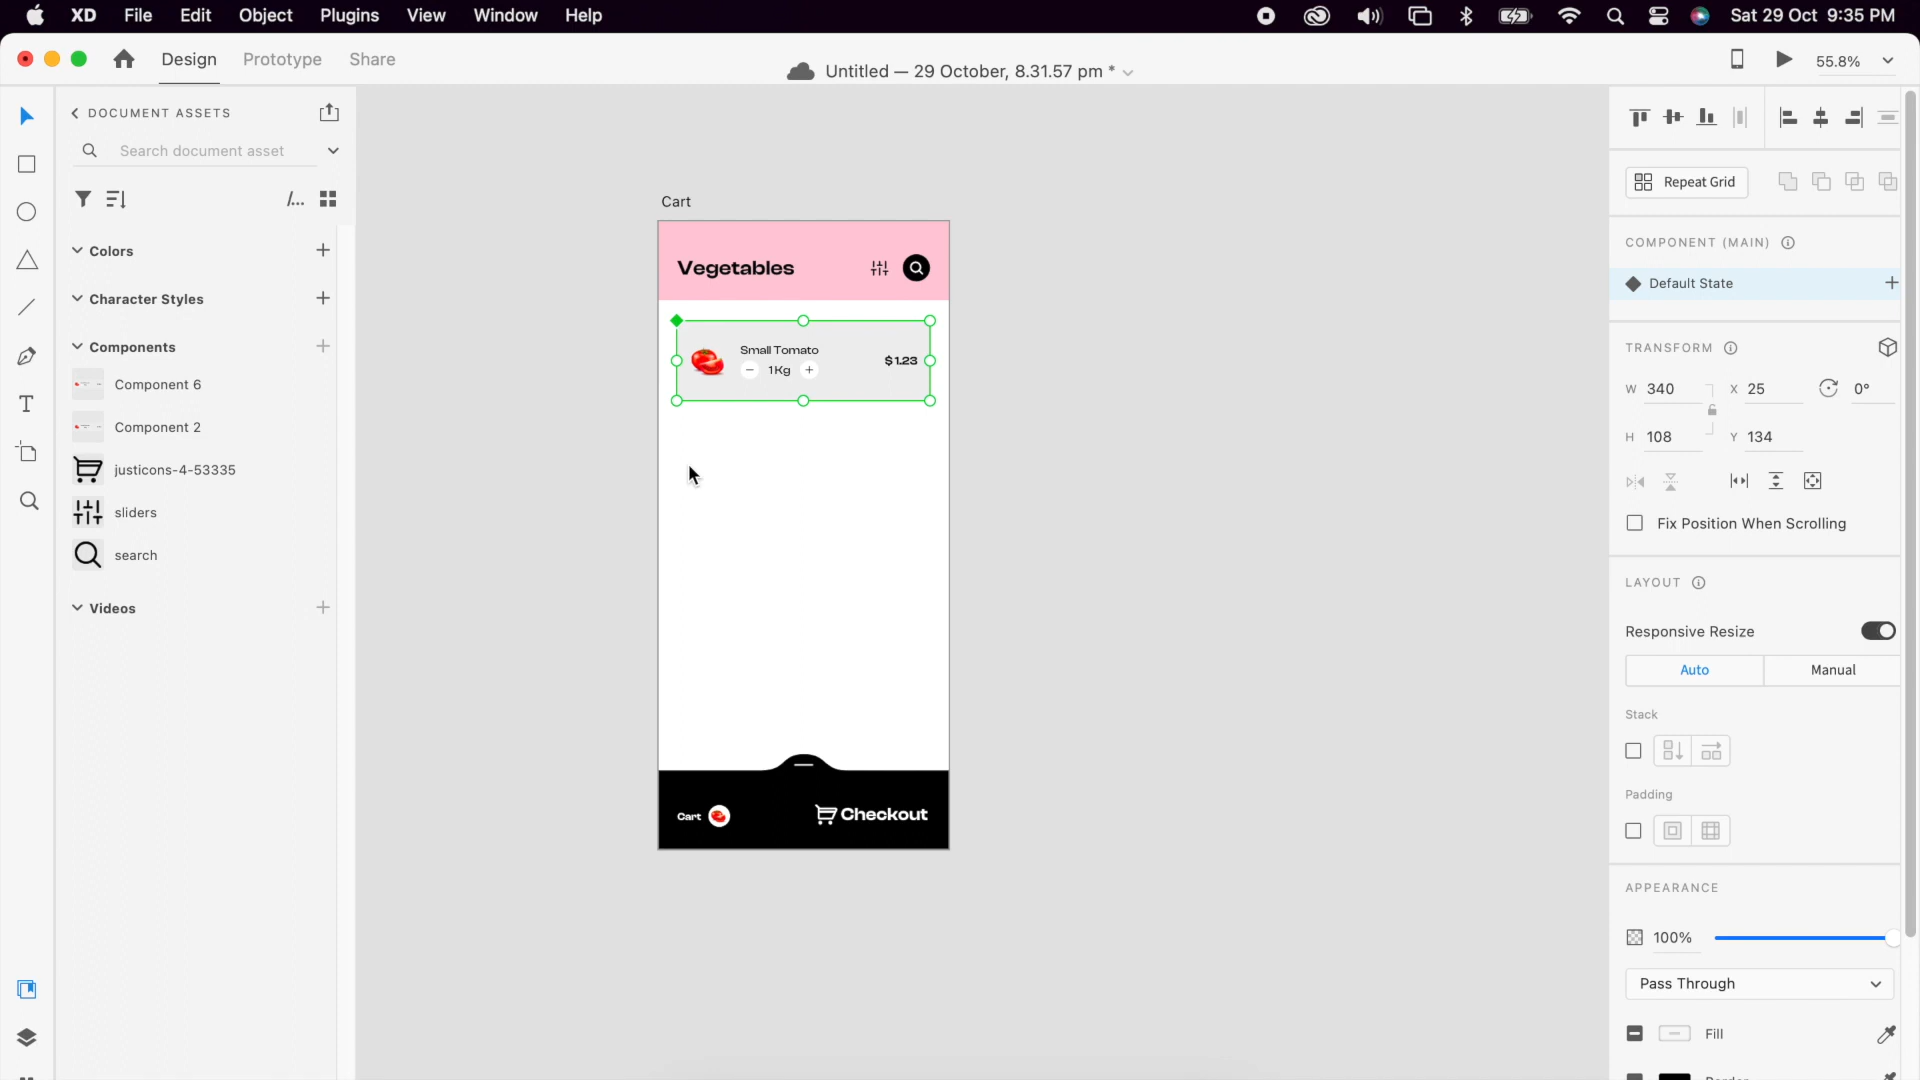 XD File Edit Object Plugins View Window Help Sat 29 Oct 9:35 PM
Design Prototype Share
Untitled — 29 October, 8.31.57 pm *
55.8%
DOCUMENT ASSETS
Search document asset
/...
Colors
Character Styles
Components
Component 6
Component 2
justicons-4-53335
sliders
search
Videos
Cart
Vegetables
Small Tomato
1Kg
$1.23
Cart
Checkout
Repeat Grid
COMPONENT (MAIN)
Default State
TRANSFORM
W 340 X 25 0°
H 108 Y 134
Fix Position When Scrolling
LAYOUT
Responsive Resize
Auto Manual
Stack
Padding
APPEARANCE
100%
Pass Through
Fill